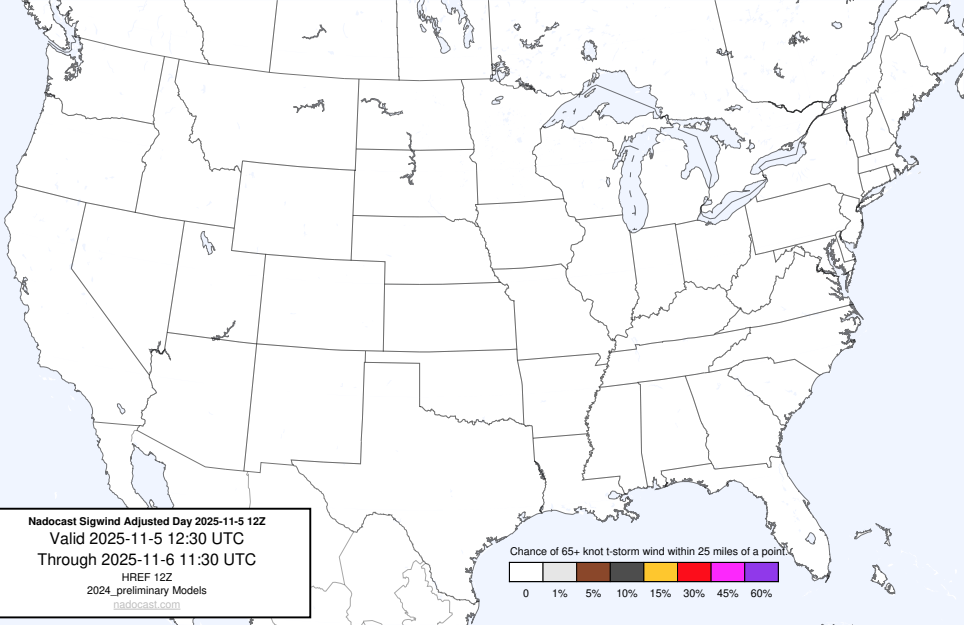 Nadocast Sigwind Adjusted Day 2025-11-5 12Z
Valid 2025-11-5 12:30 UTC
Through 2025-11-6 11:30 UTC
HREF 12Z
2024_preliminary Models
nadocast.com
Chance of 65+ knot t-storm wind within 25 miles of a point.
0 1% 5% 10% 15% 30% 45% 60%